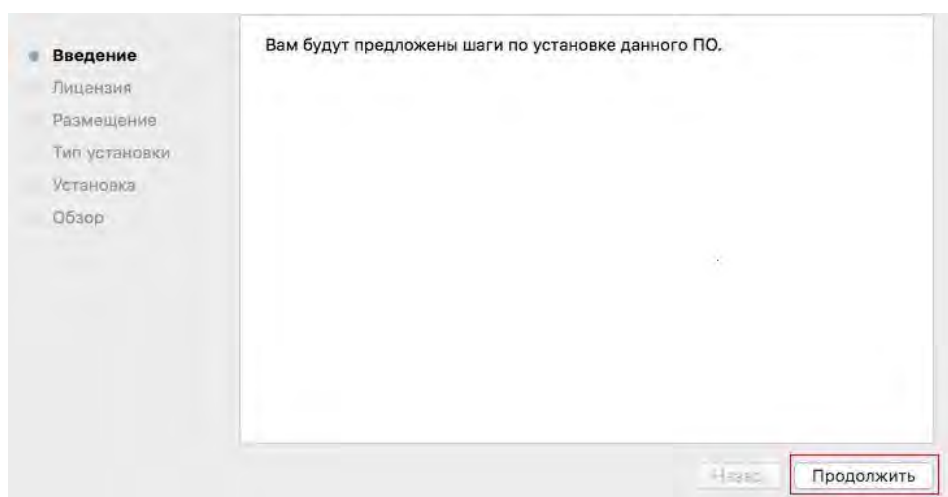 Введение
Лицензия
Размещение
Тип установки
Установка
Обзор
Вам будут предложены шаги по установке данного ПО.
Назад
Продолжить